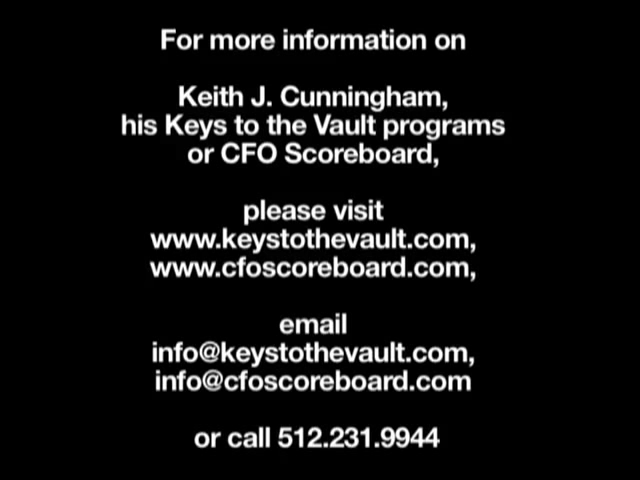 For more information on
Keith J. Cunningham,
his Keys to the Vault programs
or CFO Scoreboard,
please visit
www.keystothevault.com,
www.cfoscoreboard.com,
email
info@keystothevault.com,
info@cfoscoreboard.com
or call 512.231.9944